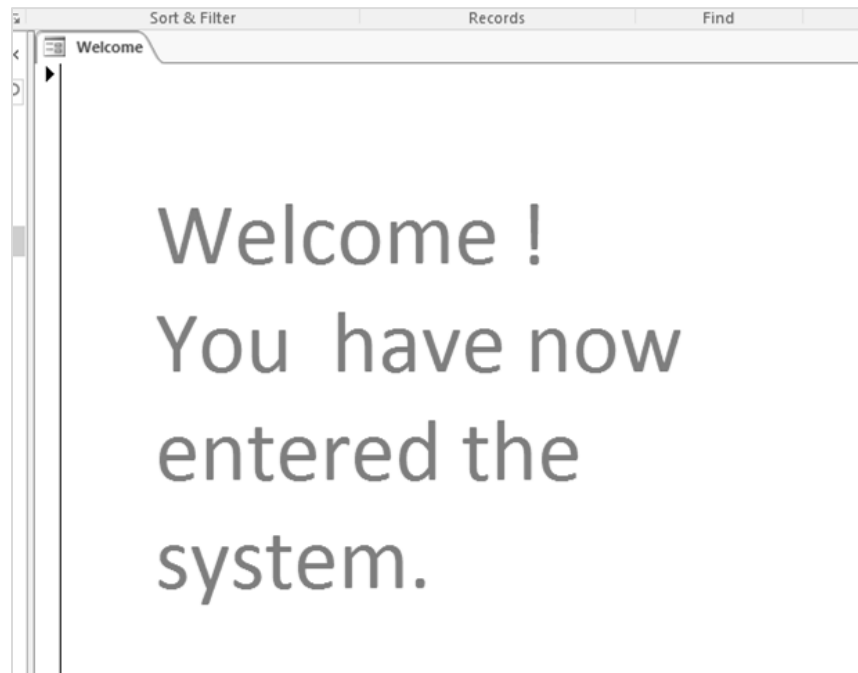 Sort & Filter Records Find
Welcome
Welcome !
You  have now
entered the
system.